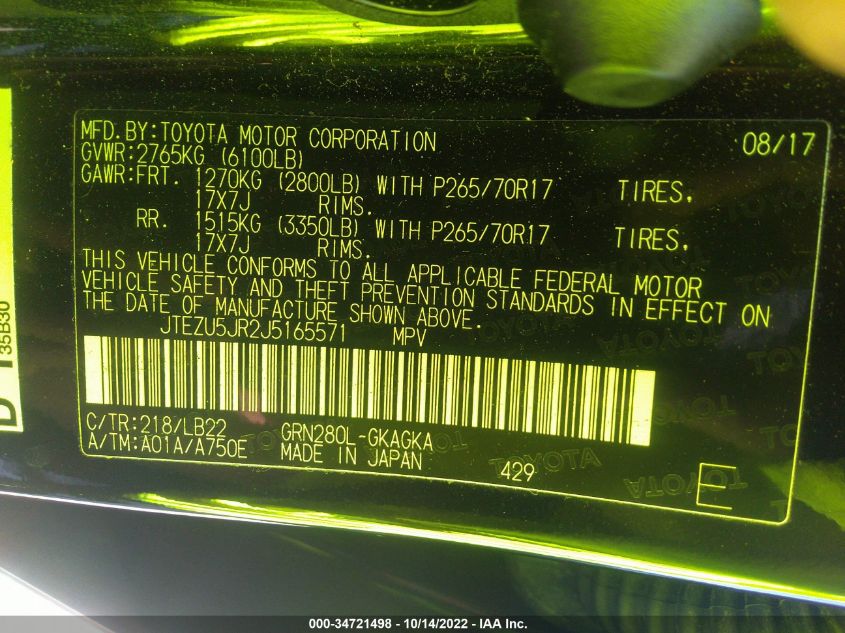 MFD.BY:TOYOTA MOTOR CORPORATION 08/17
GVWR:2765KG (6100LB)
GAWR:FRT. 1270KG (2800LB) WITH P265/70R17 TIRES,
17X7J RIMS.
RR. 1515KG (3350LB) WITH P265/70R17 TIRES,
17X7J RIMS.
THIS VEHICLE CONFORMS TO ALL APPLICABLE FEDERAL MOTOR
VEHICLE SAFETY AND THEFT PREVENTION STANDARDS IN EFFECT ON
THE DATE OF MANUFACTURE SHOWN ABOVE.
JTEZU5JR2J5165571 MPV
C/TR:218/LB22 GRN280L-GKAGKA
A/TM:A01A/A750E MADE IN JAPAN
429
TOYOTA
TOYOTA
35B30
000-34721498 - 10/14/2022 - IAA Inc.